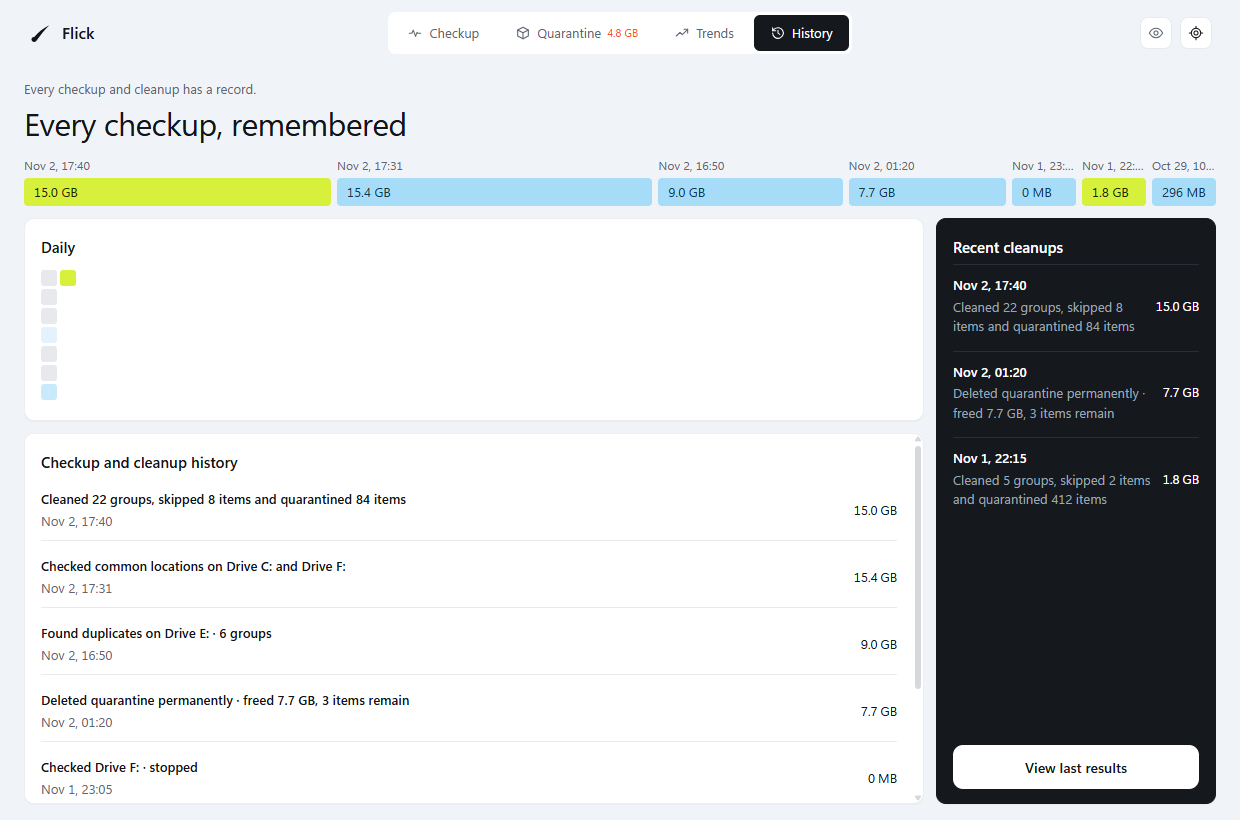 Flick
Checkup
Quarantine 4.8 GB
Trends
History
Every checkup and cleanup has a record.
Every checkup, remembered
Nov 2, 17:40
Nov 2, 17:31
Nov 2, 16:50
Nov 2, 01:20
Nov 1, 23:...
Nov 1, 22:...
Oct 29, 10...
15.0 GB
15.4 GB
9.0 GB
7.7 GB
0 MB
1.8 GB
296 MB
Daily
Checkup and cleanup history
Cleaned 22 groups, skipped 8 items and quarantined 84 items
Nov 2, 17:40
15.0 GB
Checked common locations on Drive C: and Drive F:
Nov 2, 17:31
15.4 GB
Found duplicates on Drive E: · 6 groups
Nov 2, 16:50
9.0 GB
Deleted quarantine permanently · freed 7.7 GB, 3 items remain
Nov 2, 01:20
7.7 GB
Checked Drive F: · stopped
Nov 1, 23:05
0 MB
Recent cleanups
Nov 2, 17:40
Cleaned 22 groups, skipped 8
items and quarantined 84 items
15.0 GB
Nov 2, 01:20
Deleted quarantine permanently ·
freed 7.7 GB, 3 items remain
7.7 GB
Nov 1, 22:15
Cleaned 5 groups, skipped 2 items
and quarantined 412 items
1.8 GB
View last results